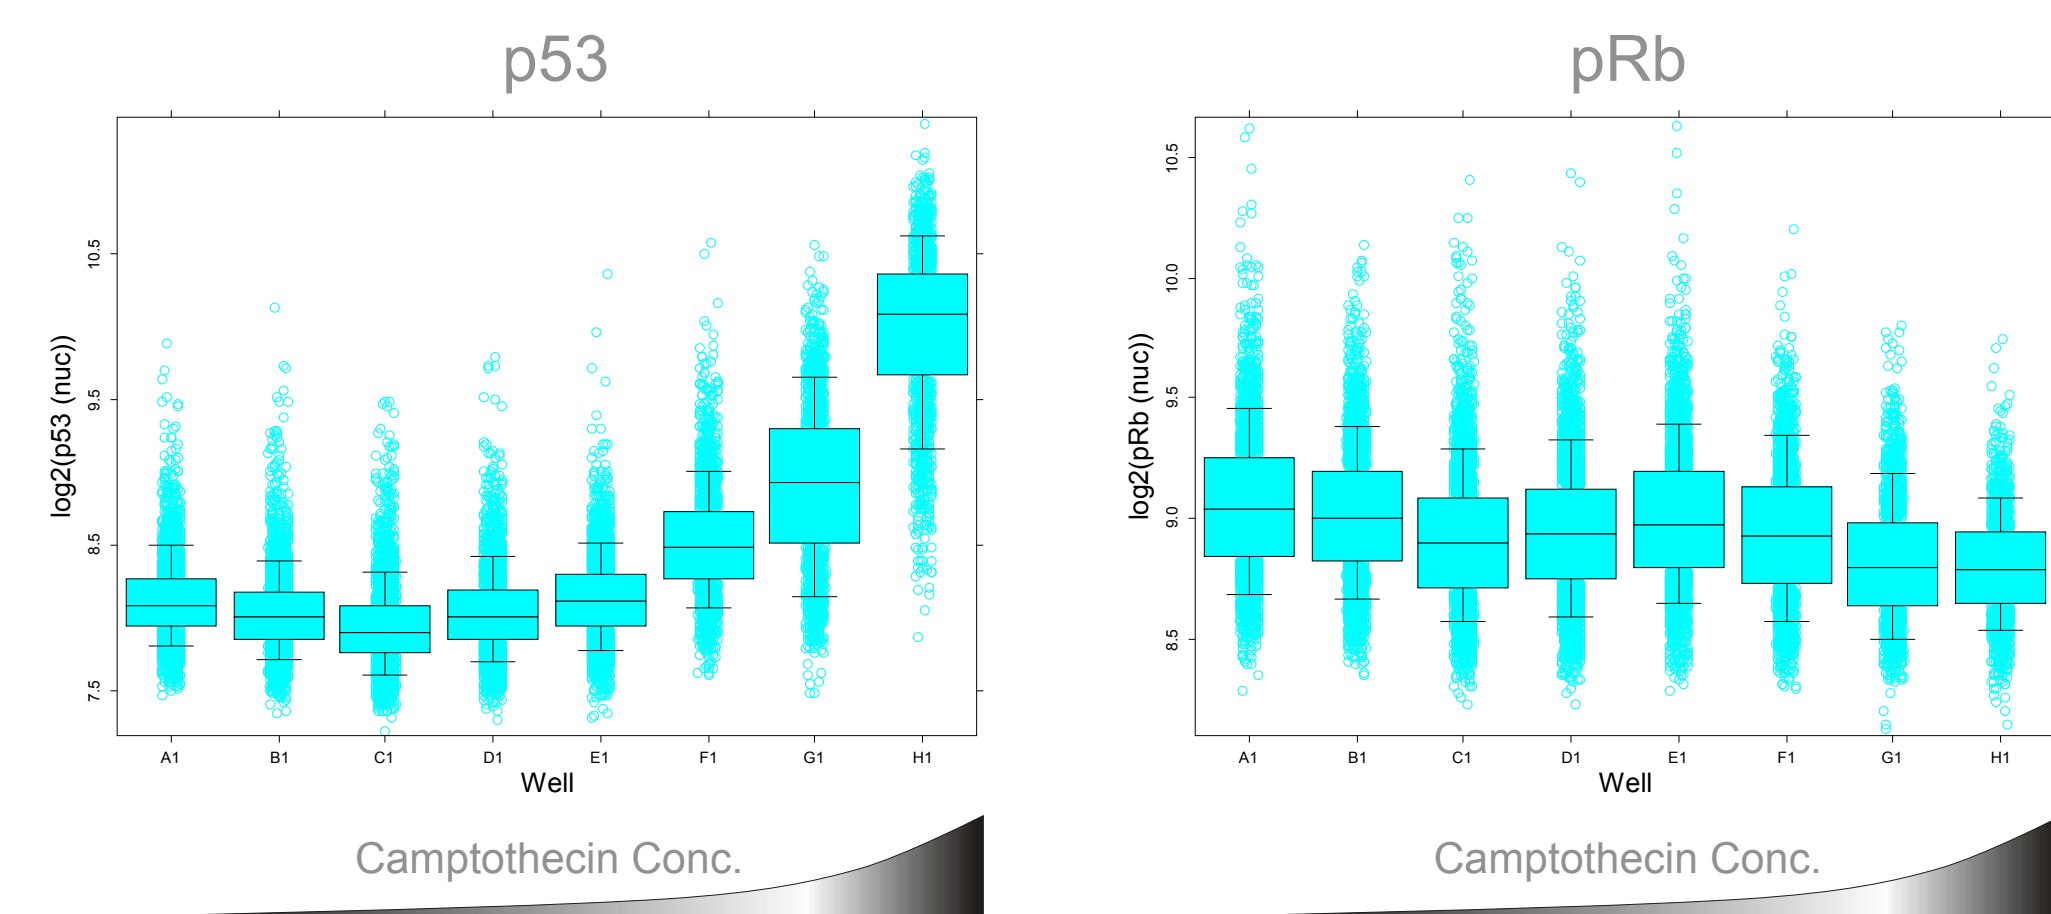 p53
log2(p53 (nuc))
10.5
9.5
8.5
7.5
A1 B1 C1 D1 E1 F1 G1 H1
Well
Camptothecin Conc.
pRb
log2(pRb (nuc))
10.5
10.0
9.5
9.0
8.5
A1 B1 C1 D1 E1 F1 G1 H1
Well
Camptothecin Conc.